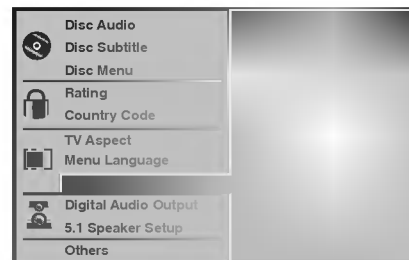 Disc Audio
Disc Subtitle
Disc Menu
Rating
Country Code
TV Aspect
Menu Language
Digital Audio Output
5.1 Speaker Setup
Others